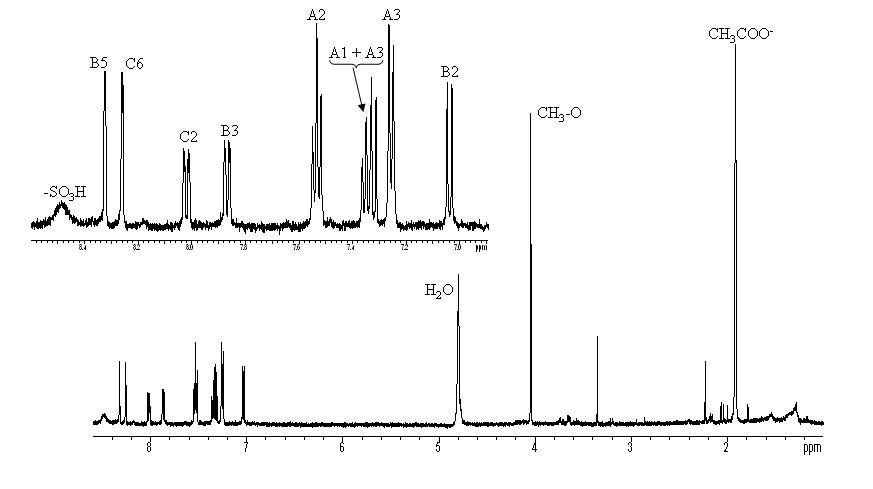 A2
A3
CH₃COO⁻
A1 + A3
B5
C6
B2
CH₃-O
C2
B3
-SO₃H
8.4 8.2 8.0 7.8 7.6 7.4 7.2 7.0 ppm
H₂O
8 7 6 5 4 3 2 ppm